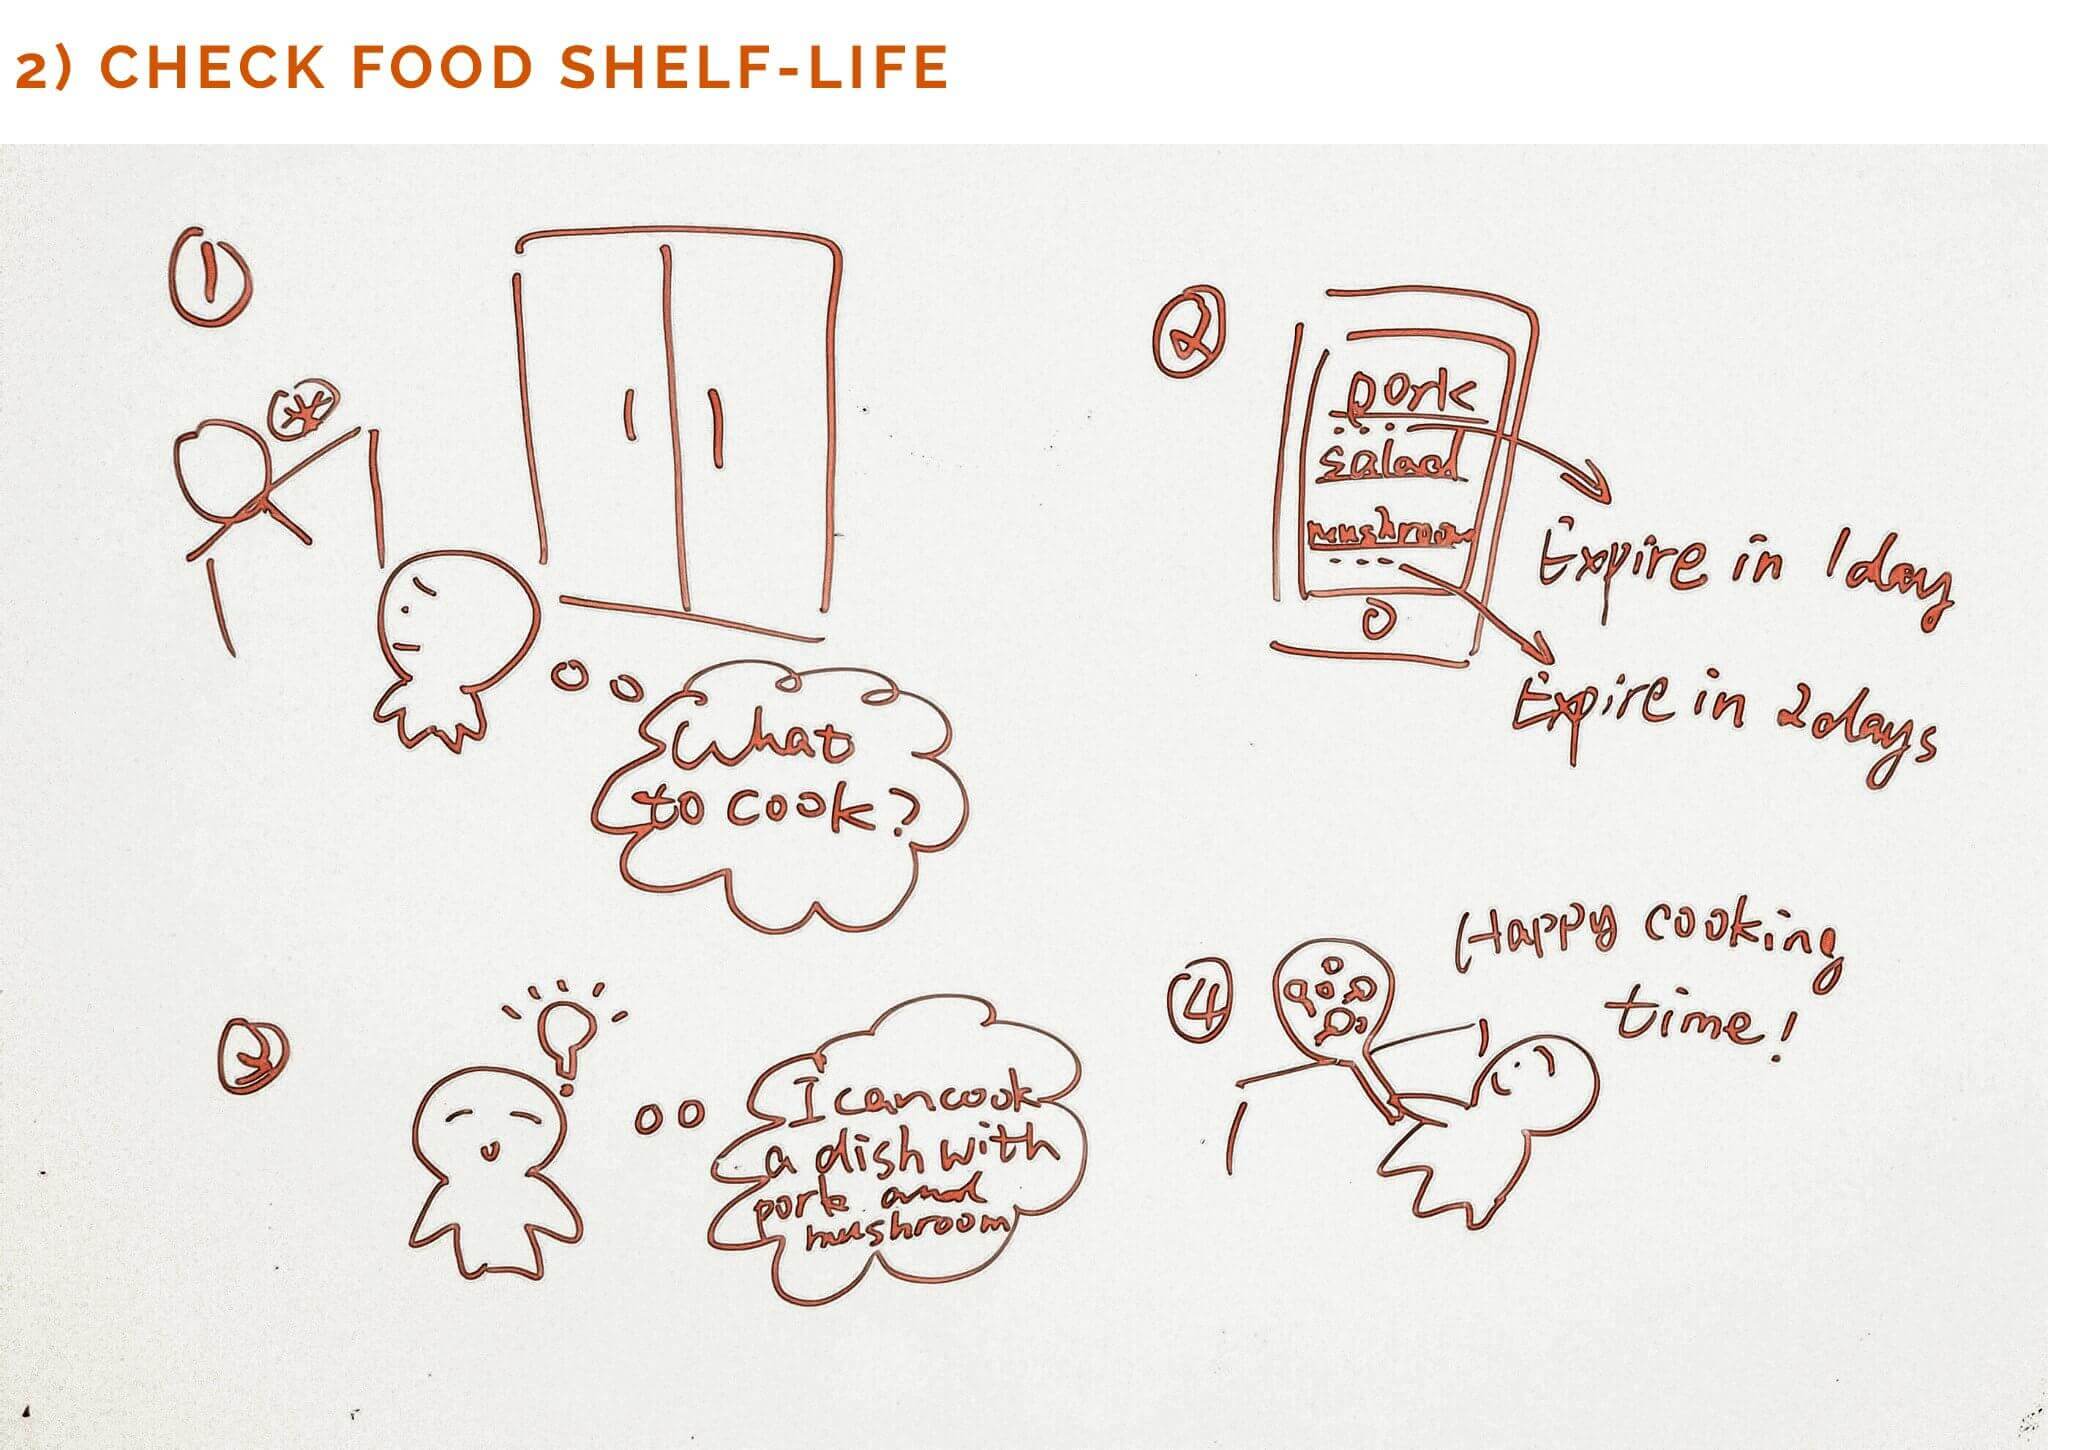 2) CHECK FOOD SHELF-LIFE
1
What
to cook?
2
pork
salad
mushroom
Expire in 1day
Expire in 2days
3
I can cook
a dish with
pork and
mushroom
4
Happy cooking
time!